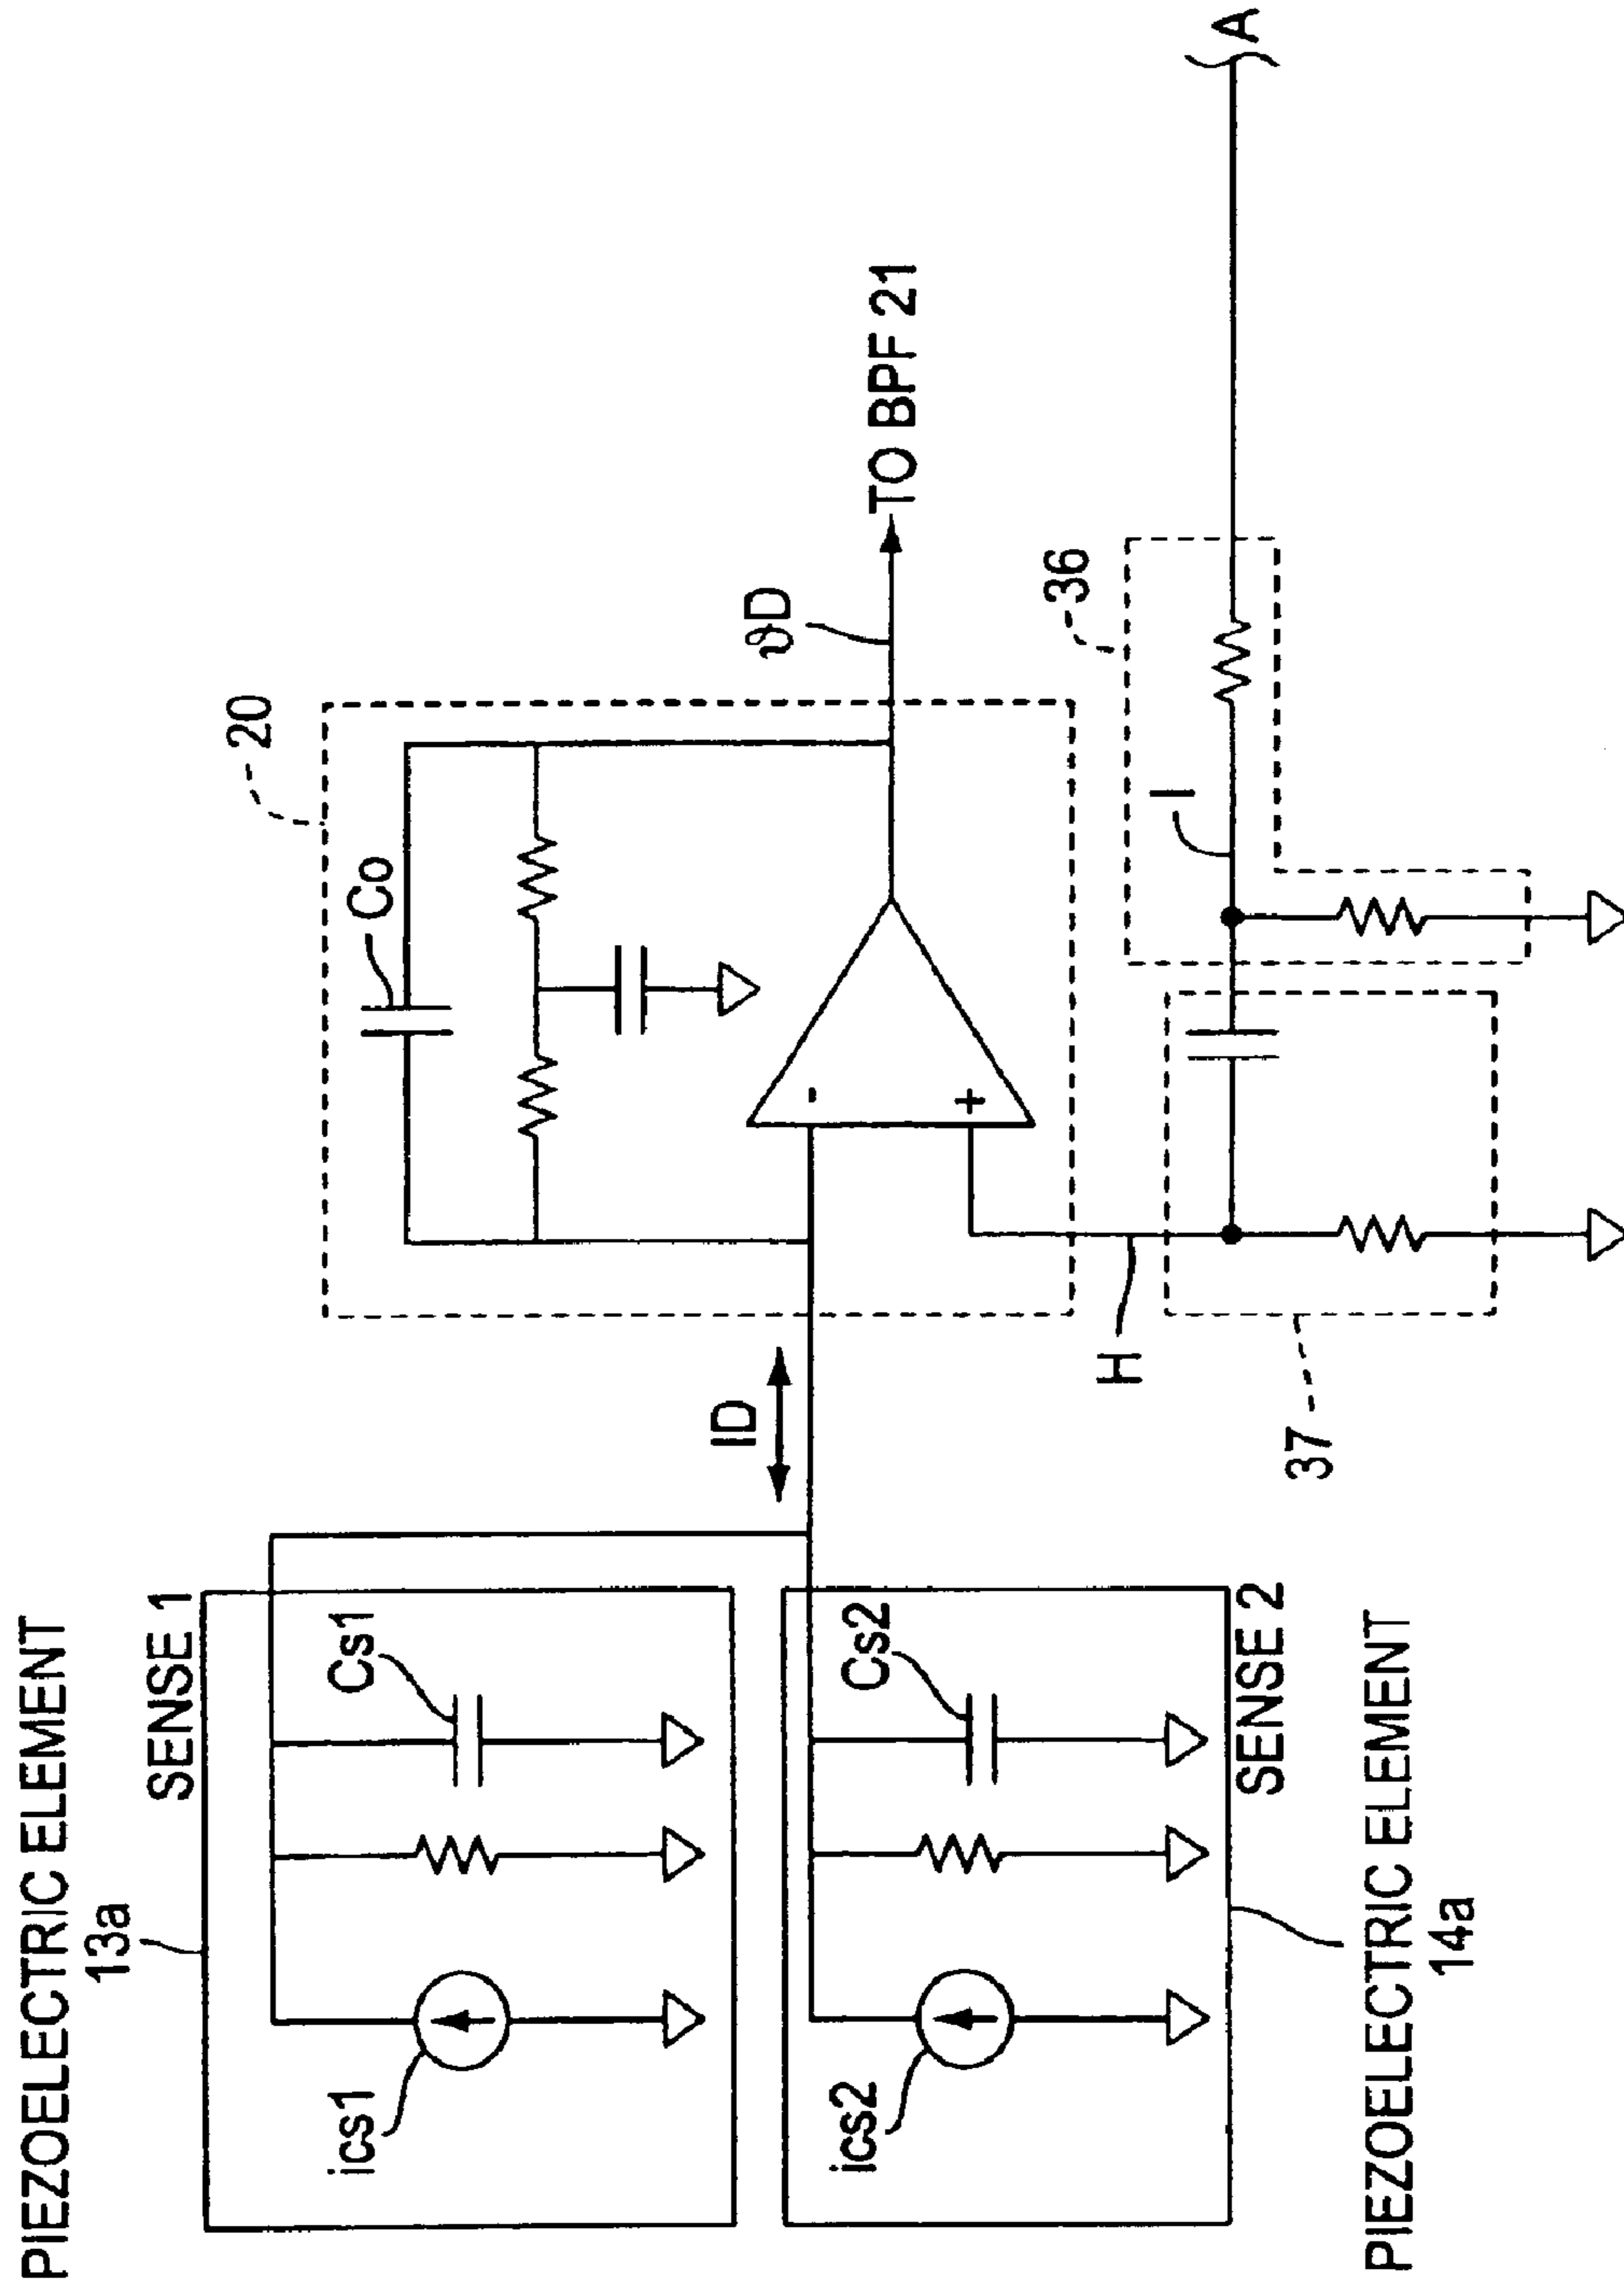 PIEZOELECTRIC ELEMENT
13a
SENSE 1
ics1
Cs1
ics2
Cs2
SENSE 2
PIEZOELECTRIC ELEMENT
14a
ID
20
Co
-
+
ϑD
TO BPF 21
H
37
36
I
A